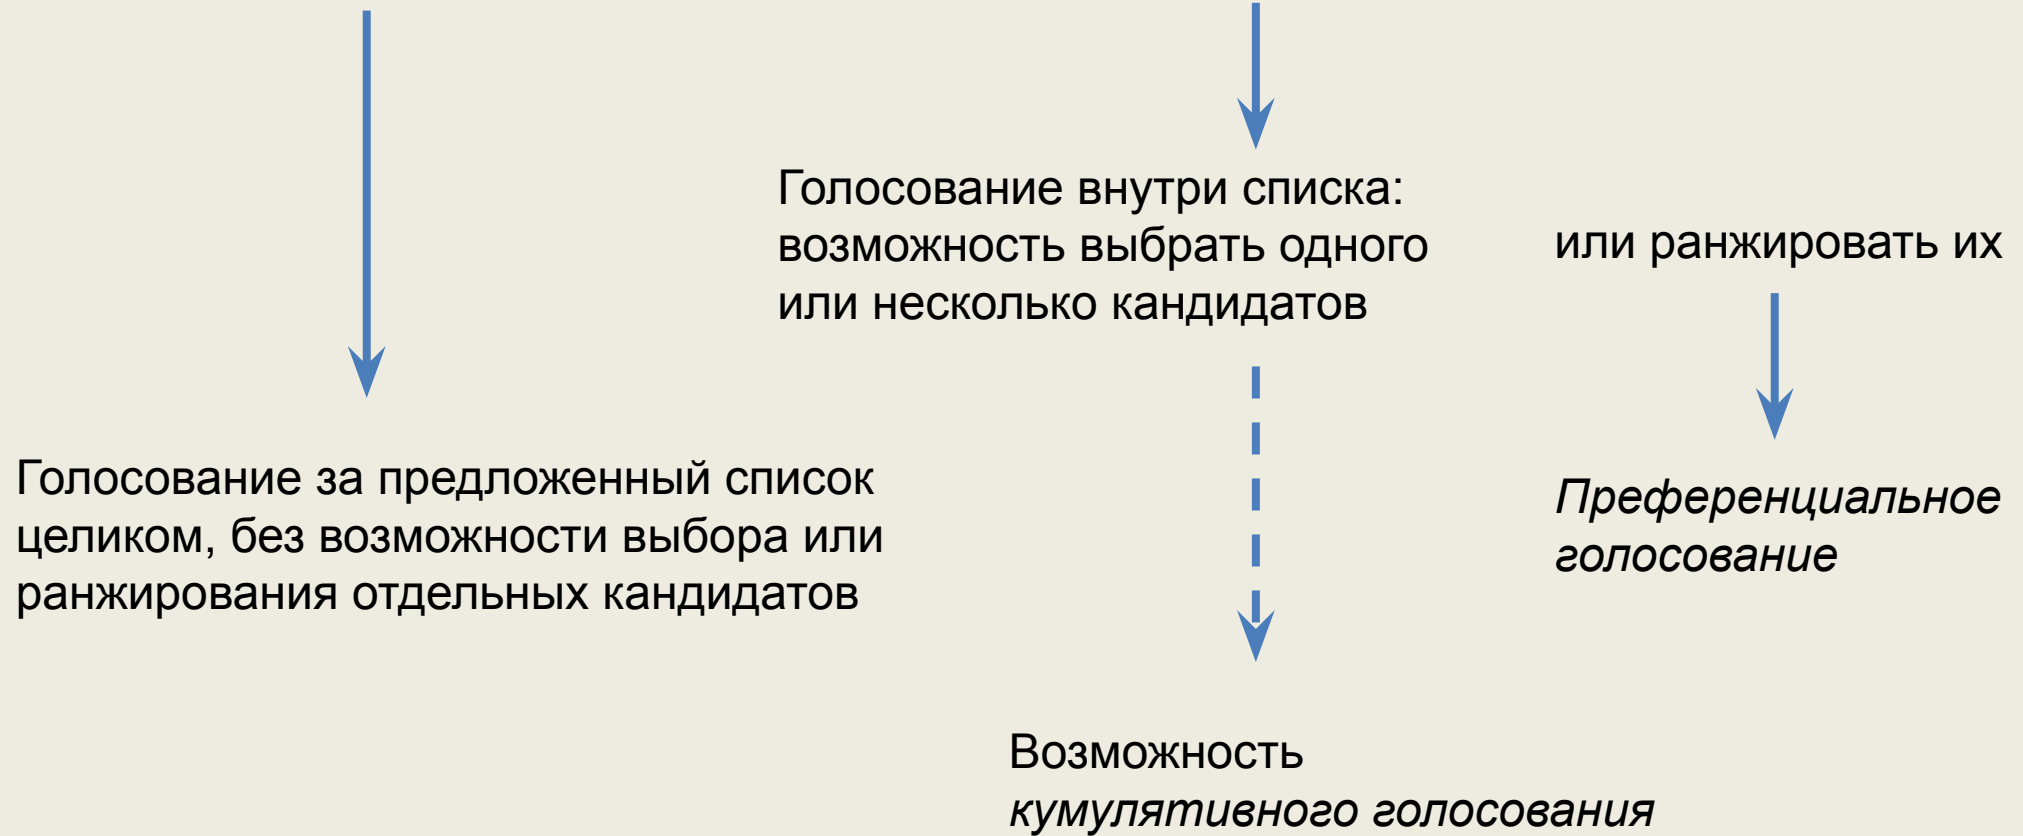 Голосование внутри списка:
возможность выбрать одного
или несколько кандидатов
или ранжировать их
Голосование за предложенный список
целиком, без возможности выбора или
ранжирования отдельных кандидатов
Преференциальное
голосование
Возможность
кумулятивного голосования